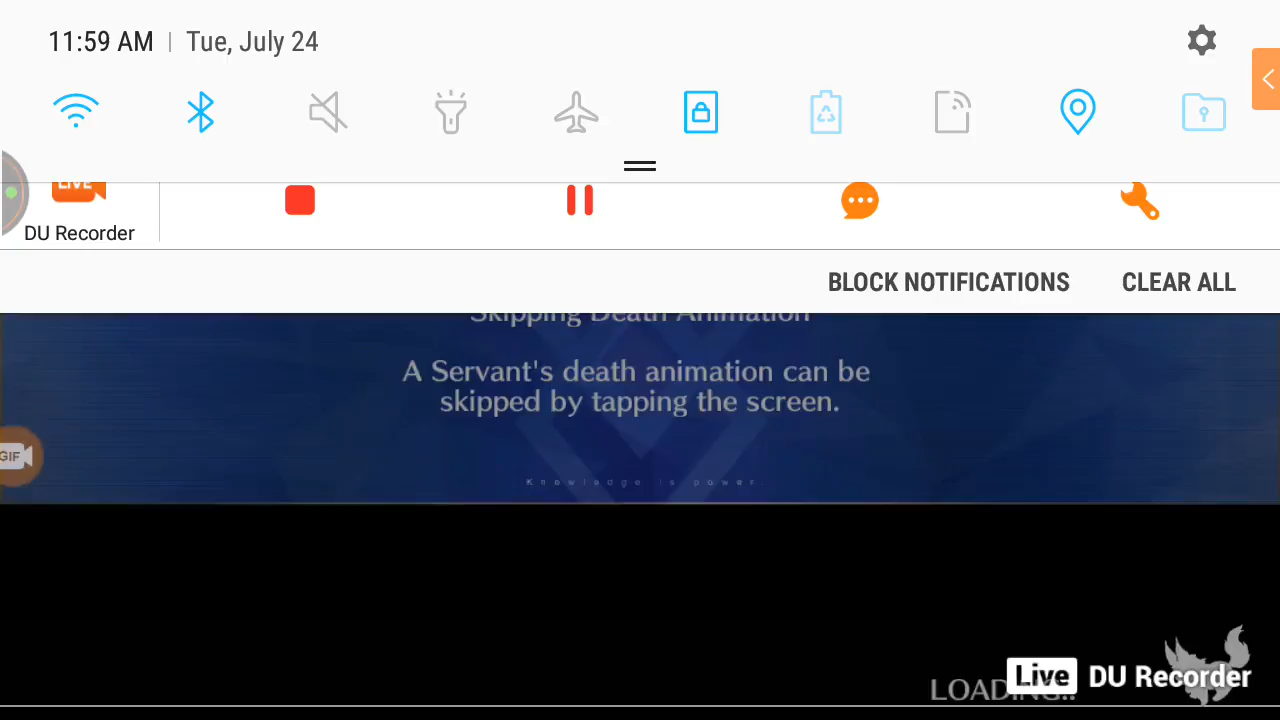 11:59 AM | Tue, July 24
LIVE
DU Recorder
BLOCK NOTIFICATIONS CLEAR ALL
Skipping Death Animation
A Servant's death animation can be
skipped by tapping the screen.
GIF
Knowledge is power.
Live DU Recorder
LOADING..